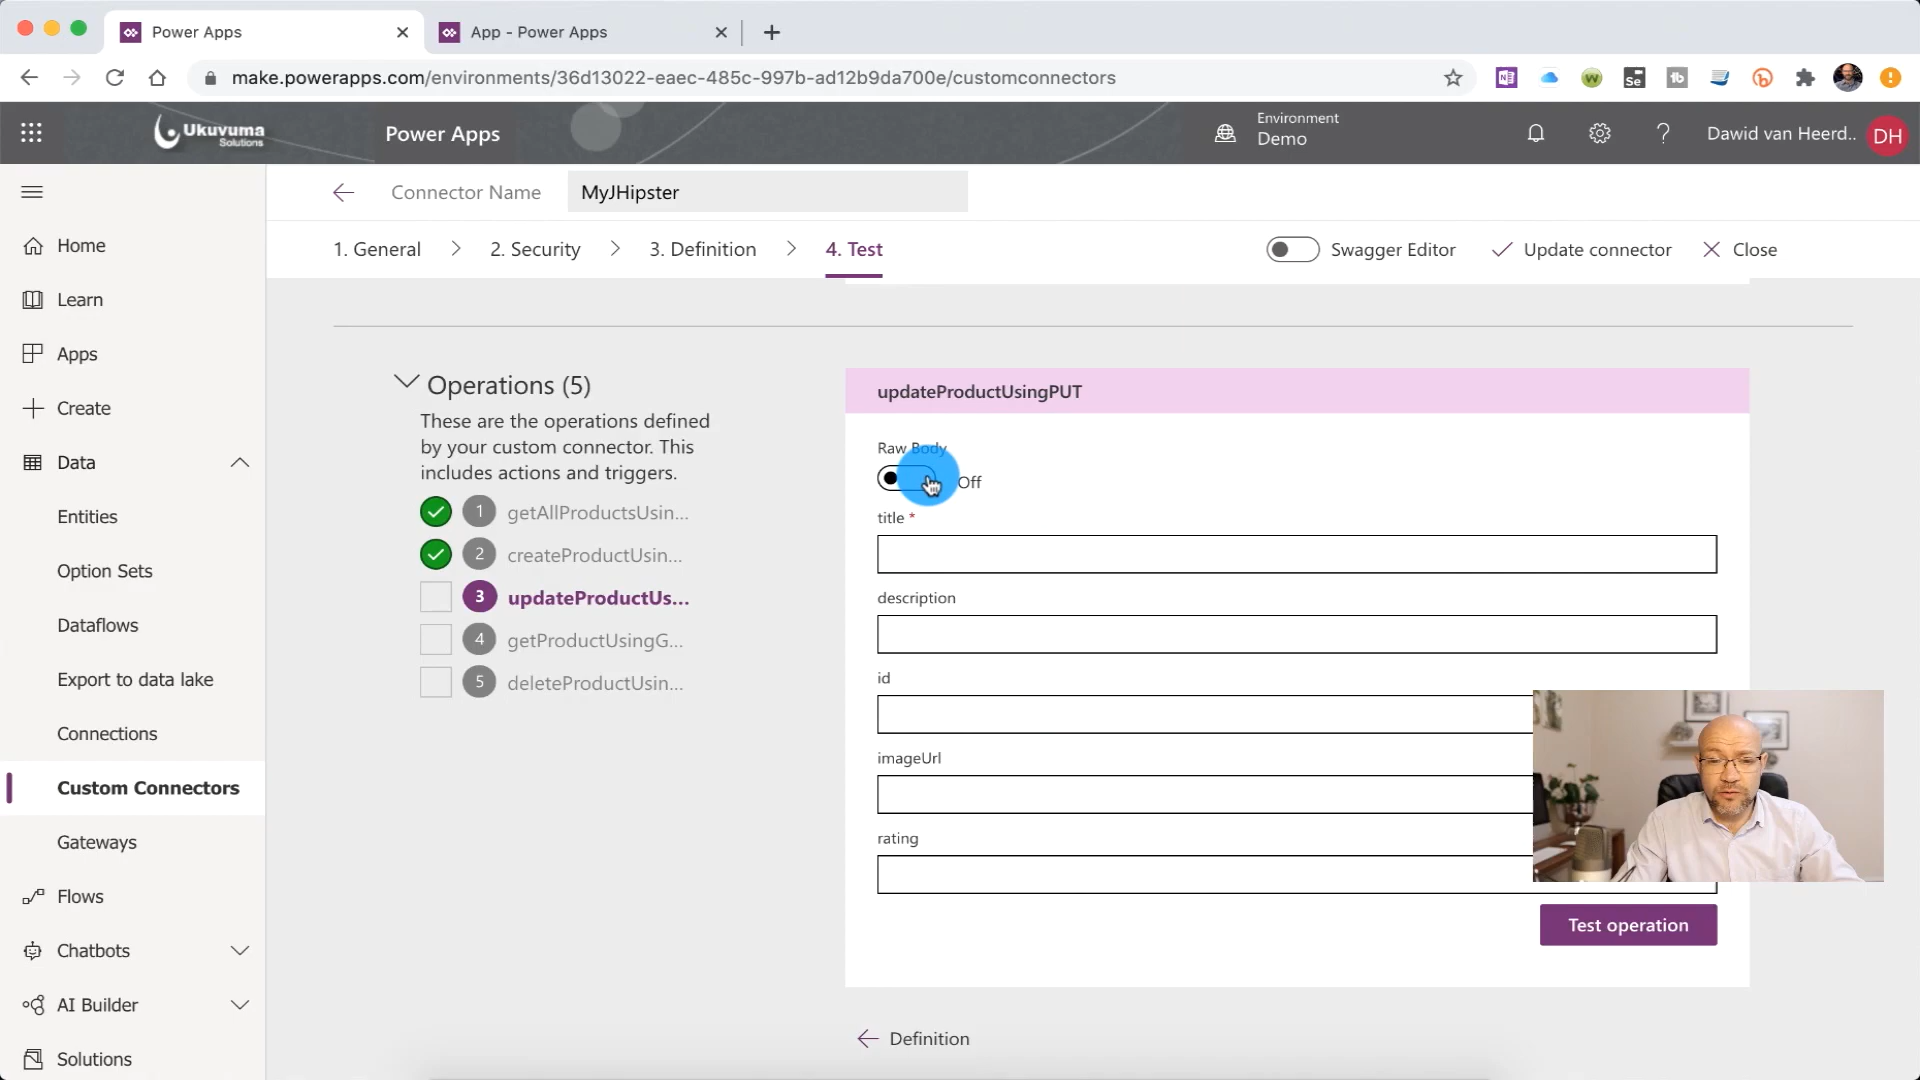 Power Apps
App - Power Apps
make.powerapps.com/environments/36d13022-eaec-485c-997b-ad12b9da700e/customconnectors
Ukuvuma
Solutions
Power Apps
Environment
Demo
Dawid van Heerd..
DH
Connector Name
MyJHipster
1. General
2. Security
3. Definition
4. Test
Swagger Editor
Update connector
Close
Home
Learn
Apps
Create
Data
Entities
Option Sets
Dataflows
Export to data lake
Connections
Custom Connectors
Gateways
Flows
Chatbots
AI Builder
Solutions
Operations (5)
These are the operations defined
by your custom connector. This
includes actions and triggers.
1 getAllProductsUsin...
2 createProductUsin...
3 updateProductUs...
4 getProductUsingG...
5 deleteProductUsin...
updateProductUsingPUT
Raw Body
Off
title *
description
id
imageUrl
rating
Test operation
Definition